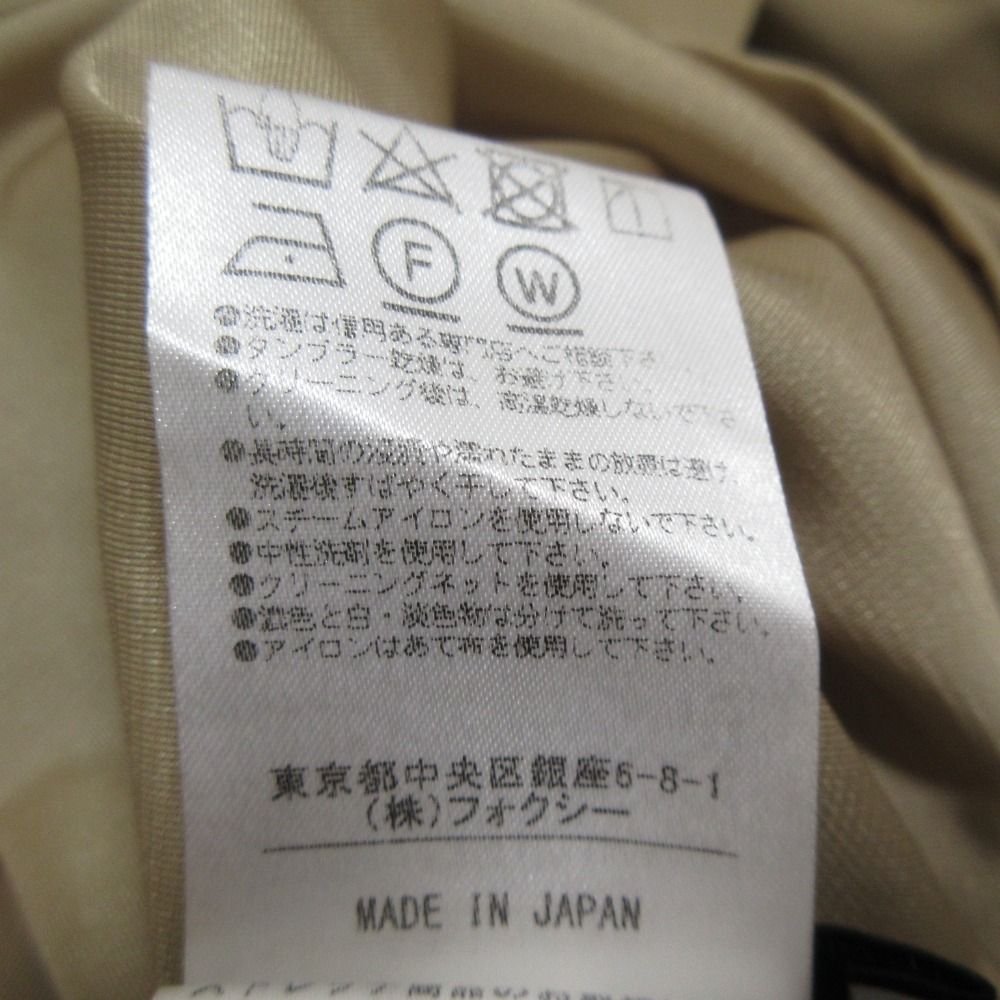 F W
●洗濯は信用ある専門店へご相談下さ
●タンブラー乾燥は、お避け下さい。
●クリーニング後は、高温乾燥しないで下さ
い。
●長時間の浸漬や濡れたままの放置は避け、
洗濯後すばやく干して下さい。
●スチームアイロンを使用しないで下さい。
●中性洗剤を使用して下さい。
●クリーニングネットを使用して下さい。
●濃色と白・淡色物は分けて洗って下さい。
●アイロンはあて布を使用して下さい。
東京都中央区銀座6-8-1
(株)フォクシー
MADE IN JAPAN